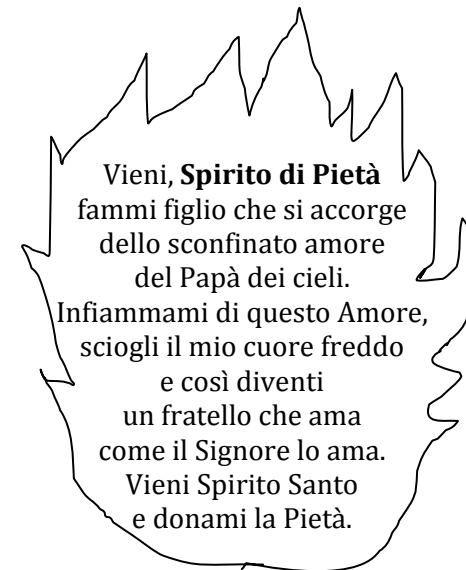 Vieni, Spirito di Pietà
fammi figlio che si accorge
dello sconfinato amore
del Papà dei cieli.
Infiammami di questo Amore,
sciogli il mio cuore freddo
e così diventi
un fratello che ama
come il Signore lo ama.
Vieni Spirito Santo
e donami la Pietà.